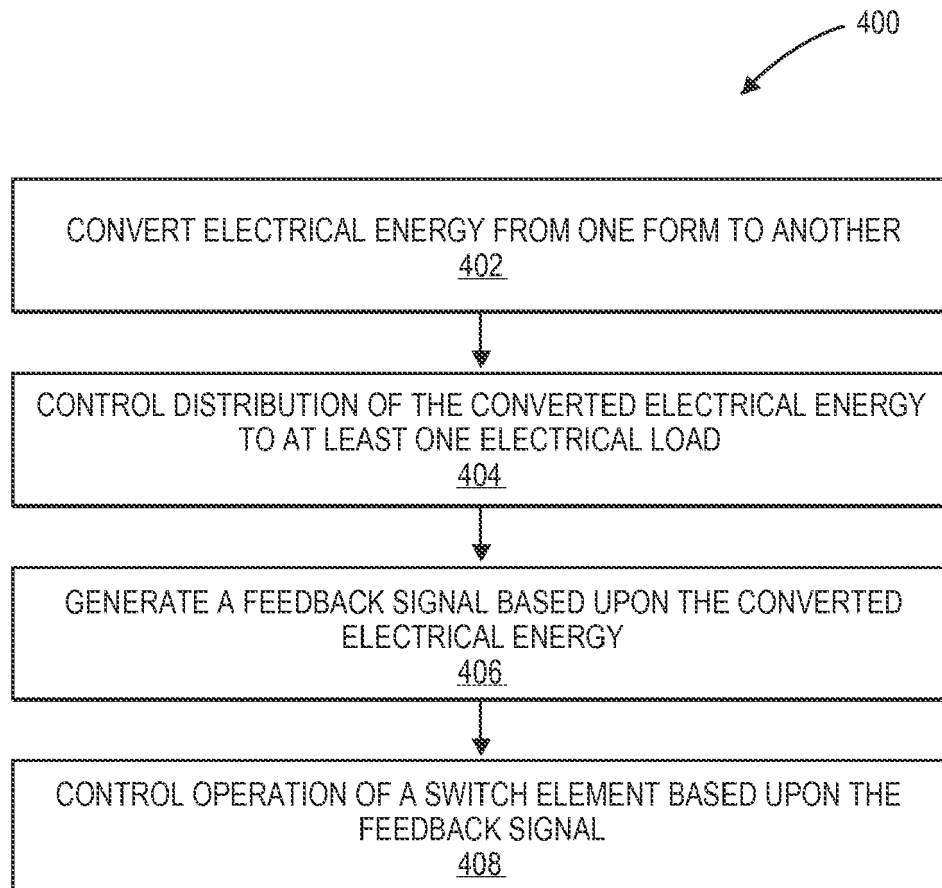 400
CONVERT ELECTRICAL ENERGY FROM ONE FORM TO ANOTHER
402
CONTROL DISTRIBUTION OF THE CONVERTED ELECTRICAL ENERGY
TO AT LEAST ONE ELECTRICAL LOAD
404
GENERATE A FEEDBACK SIGNAL BASED UPON THE CONVERTED
ELECTRICAL ENERGY
406
CONTROL OPERATION OF A SWITCH ELEMENT BASED UPON THE
FEEDBACK SIGNAL
408